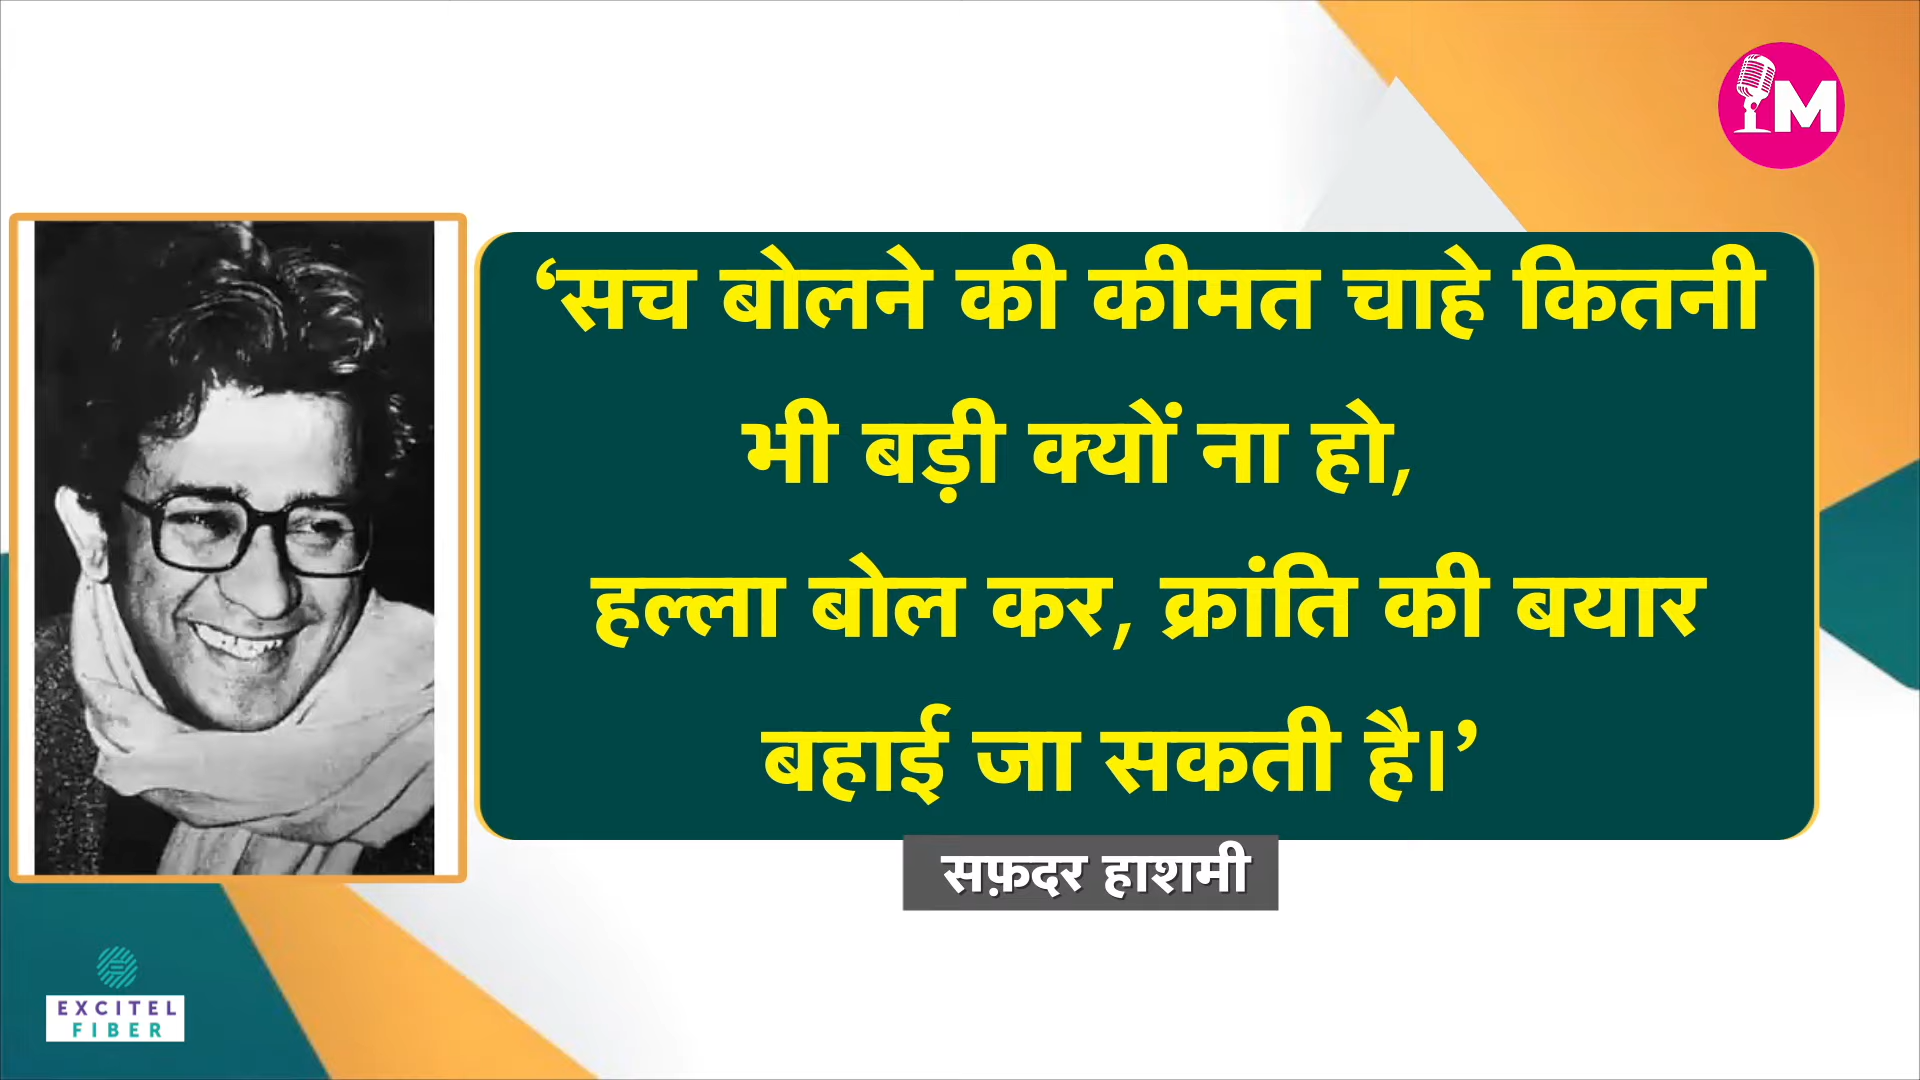 M
‘सच बोलने की कीमत चाहे कितनी
भी बड़ी क्यों ना हो,
हल्ला बोल कर, क्रांति की बयार
बहाई जा सकती है।’
सफ़दर हाशमी
EXCITEL
FIBER